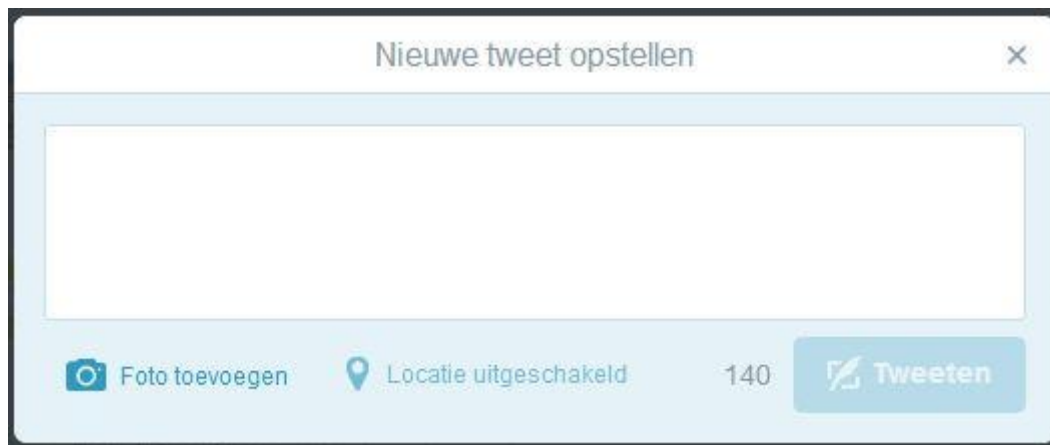 Nieuwe tweet opstellen
Foto toevoegen
Locatie uitgeschakeld
140
Tweeten